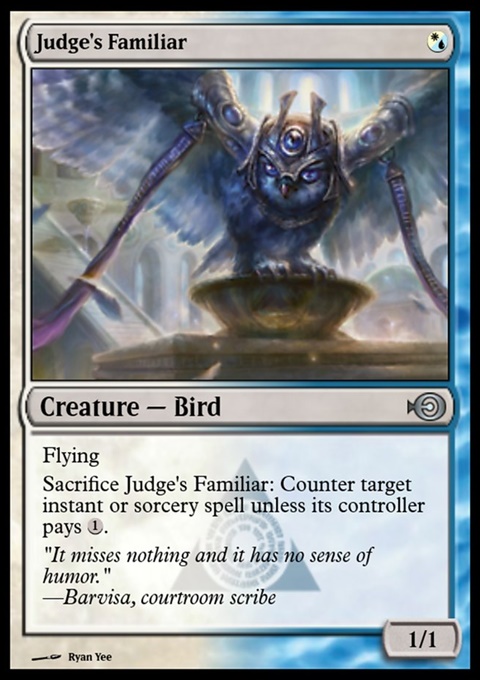 Judge's Familiar
Creature — Bird
Flying
Sacrifice Judge's Familiar: Counter target
instant or sorcery spell unless its controller
pays 1.
"It misses nothing and it has no sense of
humor."
—Barvisa, courtroom scribe
1/1
Ryan Yee